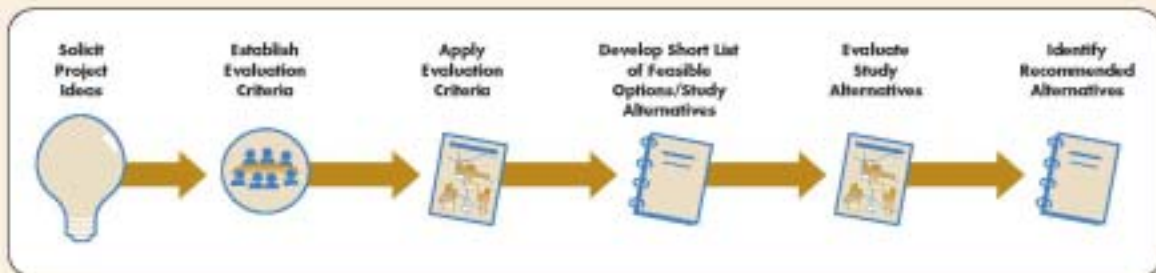 Solicit
Project
Ideas
Establish
Evaluation
Criteria
Apply
Evaluation
Criteria
Develop Short List
of Feasible
Options/Study
Alternatives
Evaluate
Study
Alternatives
Identify
Recommended
Alternatives